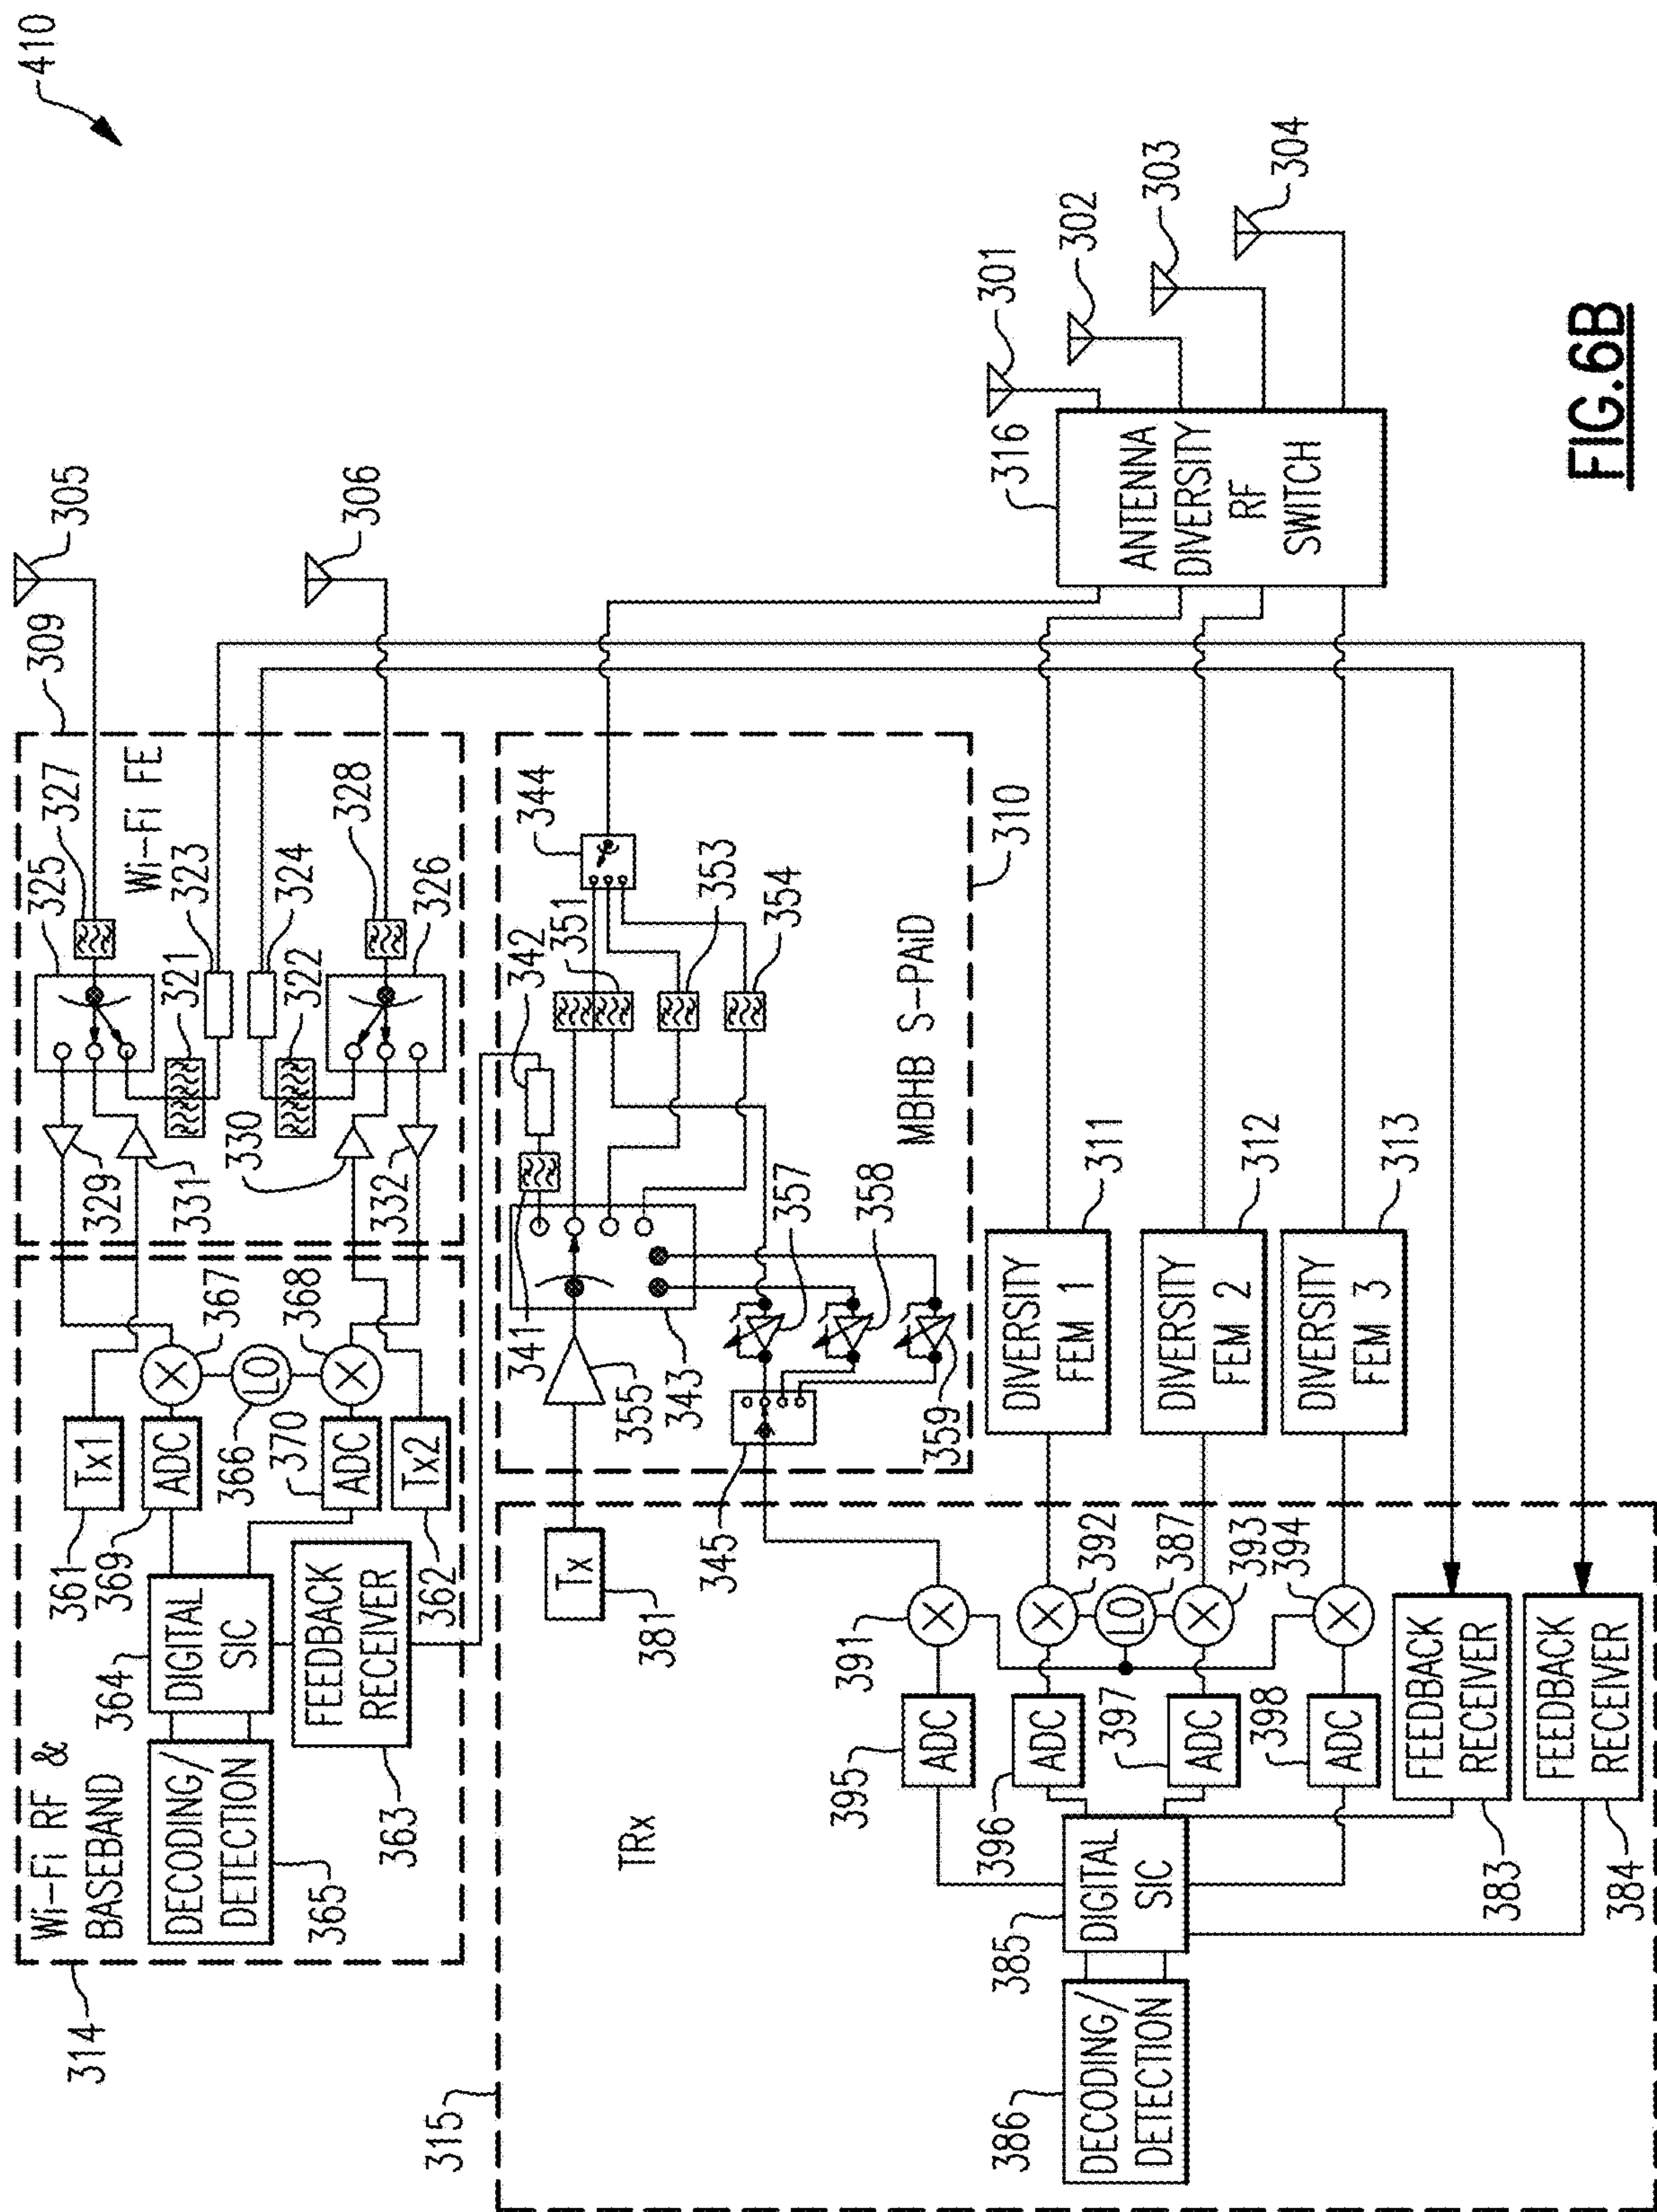 410
305
306
309
Wi-Fi FE
325
327
321
323
324
322
328
326
329
331
330
332
Wi-Fi RF &
BASEBAND
314
361
Tx1
369
ADC
367
366
LO
368
370
ADC
Tx2
362
364
DIGITAL
SIC
FEEDBACK
RECEIVER
363
DECODING/
DETECTION
365
MBHB S-PAiD
310
344
342
351
353
354
341
355
343
357
358
359
345
301
302
303
304
316
ANTENNA
DIVERSITY
RF
SWITCH
DIVERSITY
FEM 1
311
DIVERSITY
FEM 2
312
DIVERSITY
FEM 3
313
315
TRx
Tx
381
391
392
LO
387
393
394
395
ADC
396
ADC
397
ADC
398
ADC
385
DIGITAL
SIC
386
DECODING/
DETECTION
FEEDBACK
RECEIVER
383
FEEDBACK
RECEIVER
384
FIG.6B